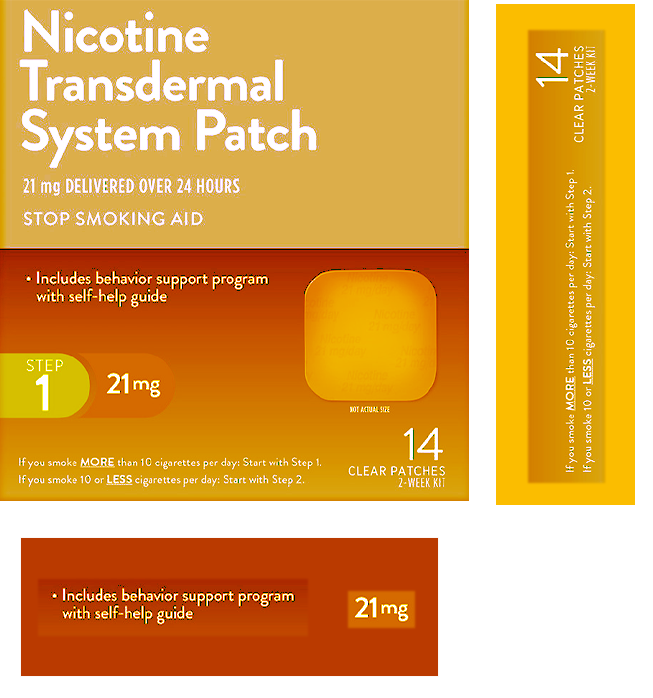 Nicotine
Transdermal
System Patch
21 mg DELIVERED OVER 24 HOURS
STOP SMOKING AID
• Includes behavior support program
with self-help guide
STEP
1
21mg
NOT ACTUAL SIZE
14
CLEAR PATCHES
2-WEEK KIT
If you smoke MORE than 10 cigarettes per day: Start with Step 1.
If you smoke 10 or LESS cigarettes per day: Start with Step 2.
14
CLEAR PATCHES
2-WEEK KIT
If you smoke MORE than 10 cigarettes per day: Start with Step 1.
If you smoke 10 or LESS cigarettes per day: Start with Step 2.
• Includes behavior support program
with self-help guide
21mg